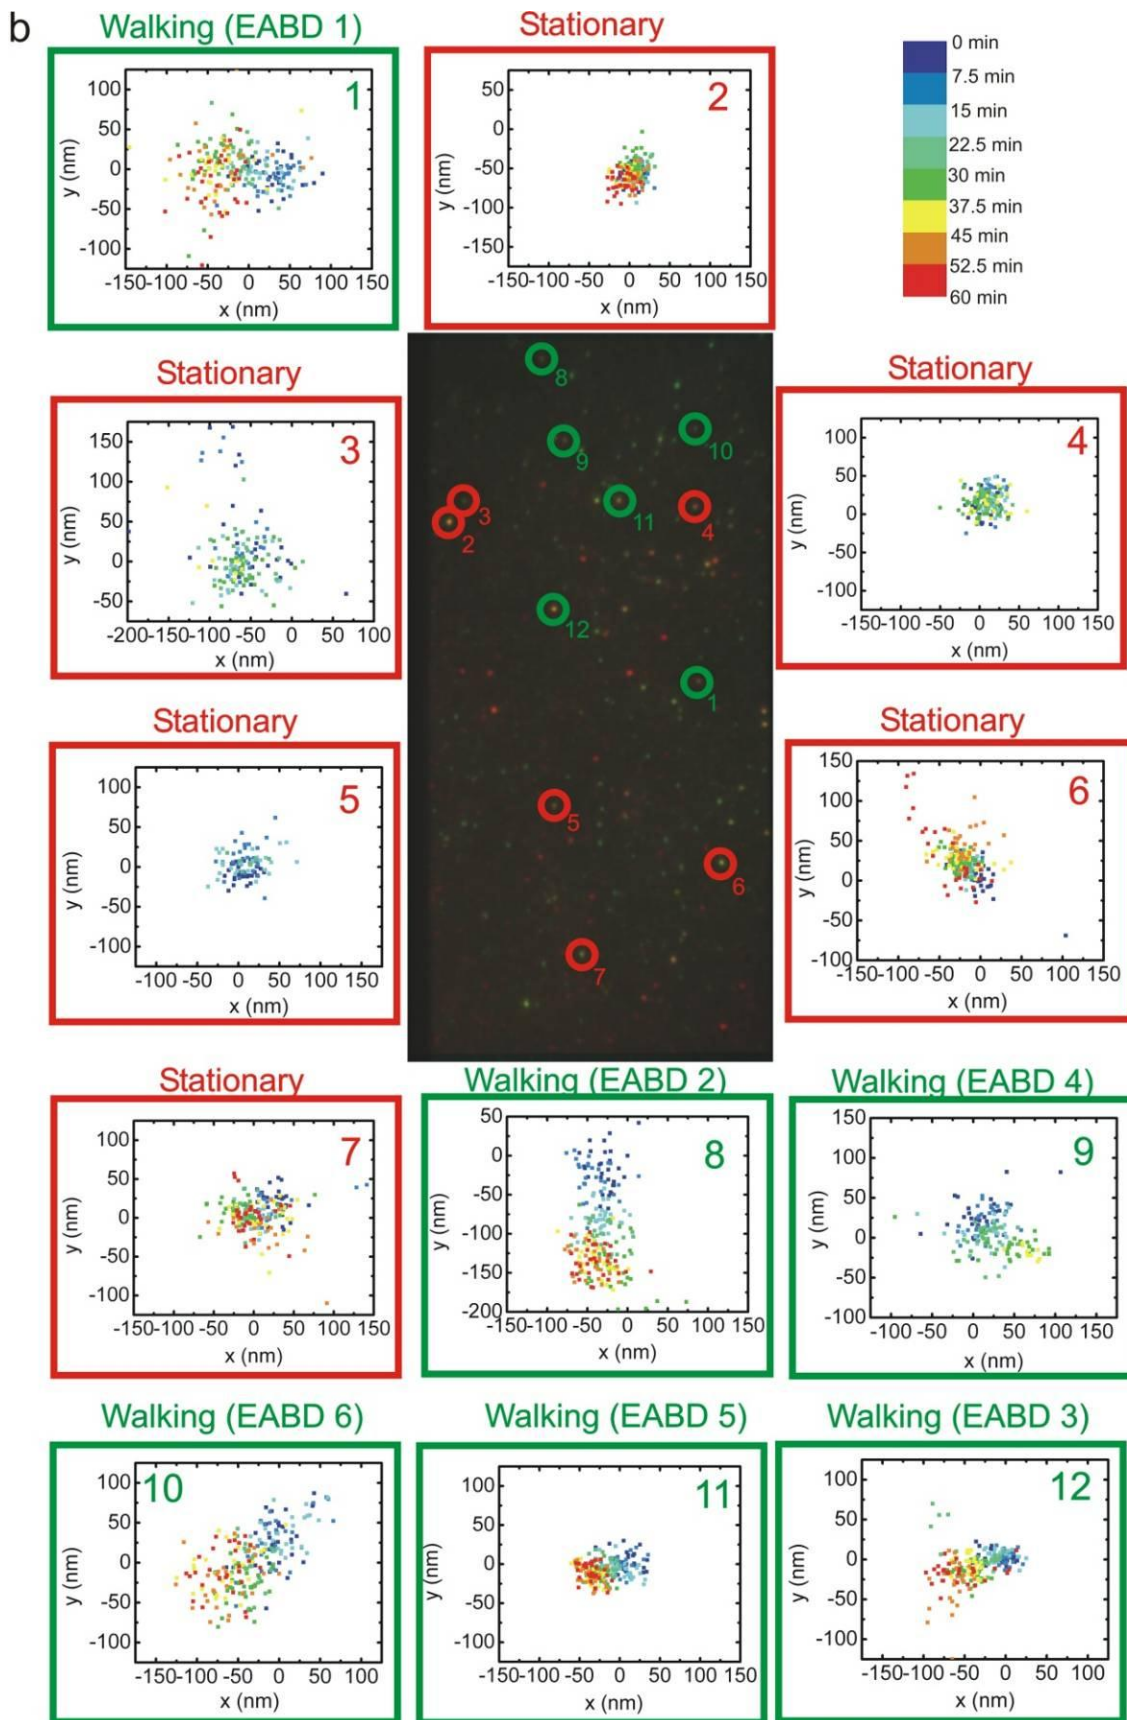 b
Walking (EABD 1)
Stationary
1
100
50
0
-50
-100
y (nm)
-150-100 -50 0 50 100 150
x (nm)
2
50
0
-50
-100
-150
y (nm)
-150-100 -50 0 50 100 150
x (nm)
0 min
7.5 min
15 min
22.5 min
30 min
37.5 min
45 min
52.5 min
60 min
Stationary
3
150
100
50
0
-50
y (nm)
-200-150-100 -50 0 50 100
x (nm)
8
9
10
3
2
11
4
12
1
5
6
7
Stationary
4
100
50
0
-50
-100
y (nm)
-150-100 -50 0 50 100 150
x (nm)
Stationary
5
100
50
0
-50
-100
y (nm)
-100 -50 0 50 100
x (nm)
Stationary
6
150
100
50
0
-50
-100
y (nm)
-150-100 -50 0 50 100 150
x (nm)
Stationary
7
100
50
0
-50
-100
y (nm)
-150-100 -50 0 50 100 150
x (nm)
Walking (EABD 2)
8
50
0
-50
-100
-150
-200
y (nm)
-150-100 -50 0 50 100 150
x (nm)
Walking (EABD 4)
9
150
100
50
0
-50
-100
y (nm)
-100 -50 0 50 100 150
x (nm)
Walking (EABD 6)
10
100
50
0
-50
-100
y (nm)
-150-100 -50 0 50 100
x (nm)
Walking (EABD 5)
11
100
50
0
-50
-100
y (nm)
-150-100 -50 0 50 100 150
x (nm)
Walking (EABD 3)
12
100
50
0
-50
-100
y (nm)
-150-100 -50 0 50 100
x (nm)